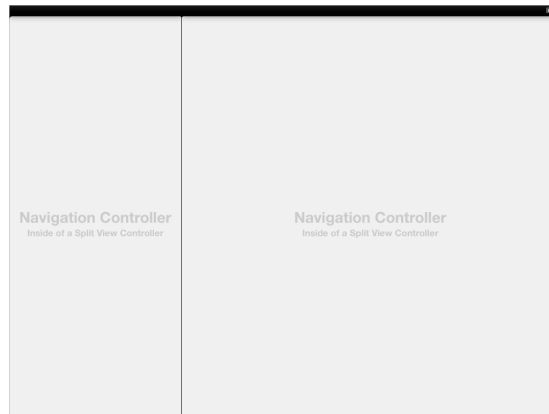 Navigation Controller
Inside of a Split View Controller
Navigation Controller
Inside of a Split View Controller